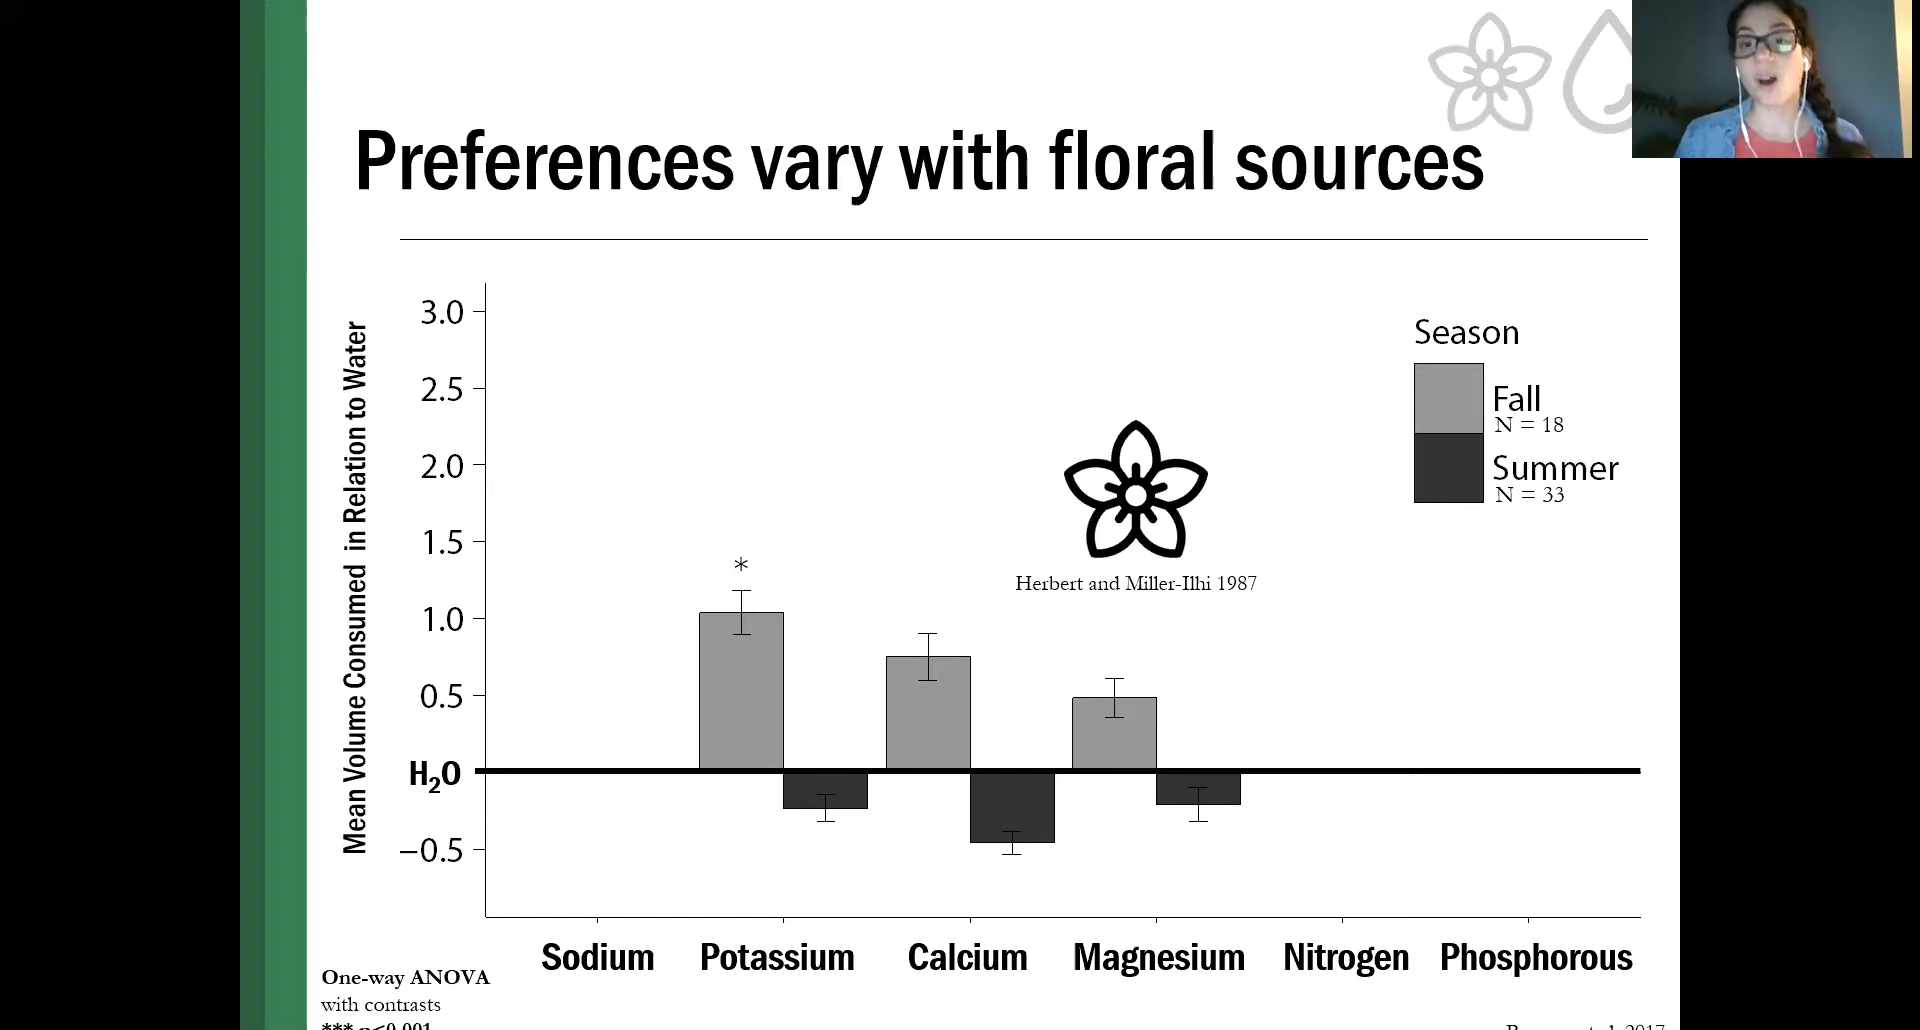 Preferences vary with floral sources
Mean Volume Consumed in Relation to Water
3.0
2.5
2.0
1.5
1.0
0.5
H₂O
−0.5
*
Season
Fall
N = 18
Summer
N = 33
Herbert and Miller-Ilhi 1987
Sodium Potassium Calcium Magnesium Nitrogen Phosphorous
One-way ANOVA
with contrasts
*** p<0.001
2017